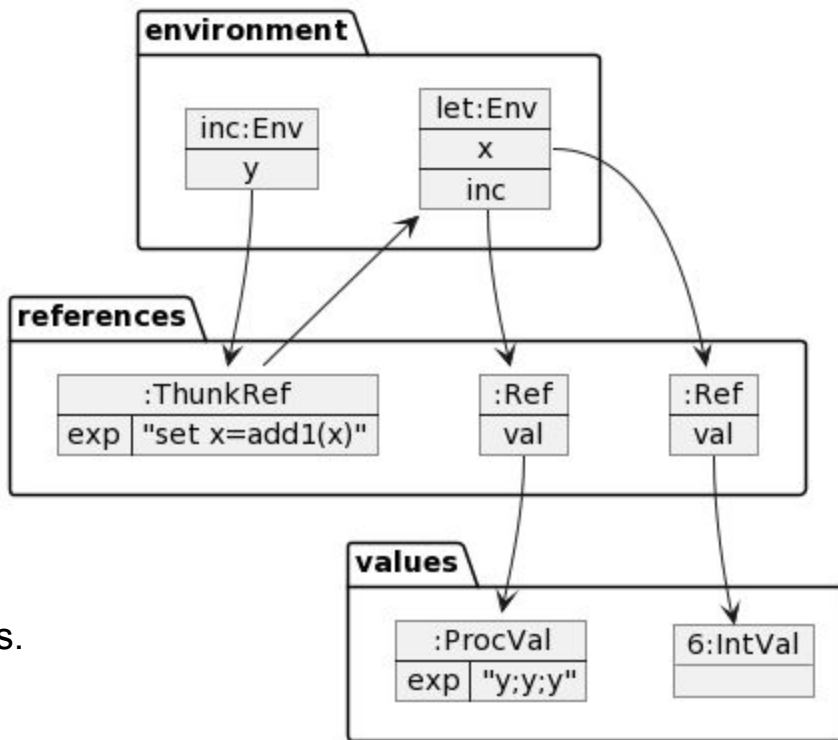 environment
inc:Env
y
let:Env
x
inc
references
:ThunkRef
exp "set x=add1(x)"
:Ref
val
:Ref
val
values
s.
:ProcVal
exp "y;y;y"
6:IntVal